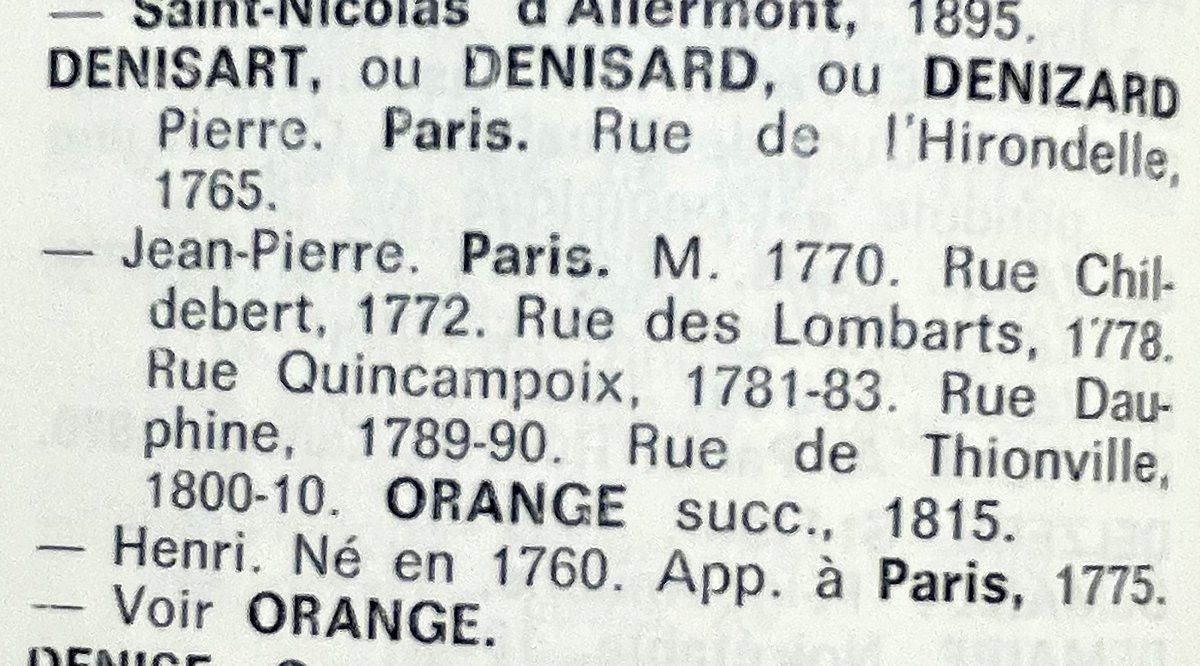 — Saint-Nicolas d'Aliermont, 1895.
DENISART, ou DENISARD, ou DENIZARD
Pierre. Paris. Rue de l'Hirondelle,
1765.
— Jean-Pierre. Paris. M. 1770. Rue Chil-
debert, 1772. Rue des Lombarts, 1778.
Rue Quincampoix, 1781-83. Rue Dau-
phine, 1789-90. Rue de Thionville,
1800-10. ORANGE succ., 1815.
— Henri. Né en 1760. App. à Paris, 1775.
— Voir ORANGE.
DENISE